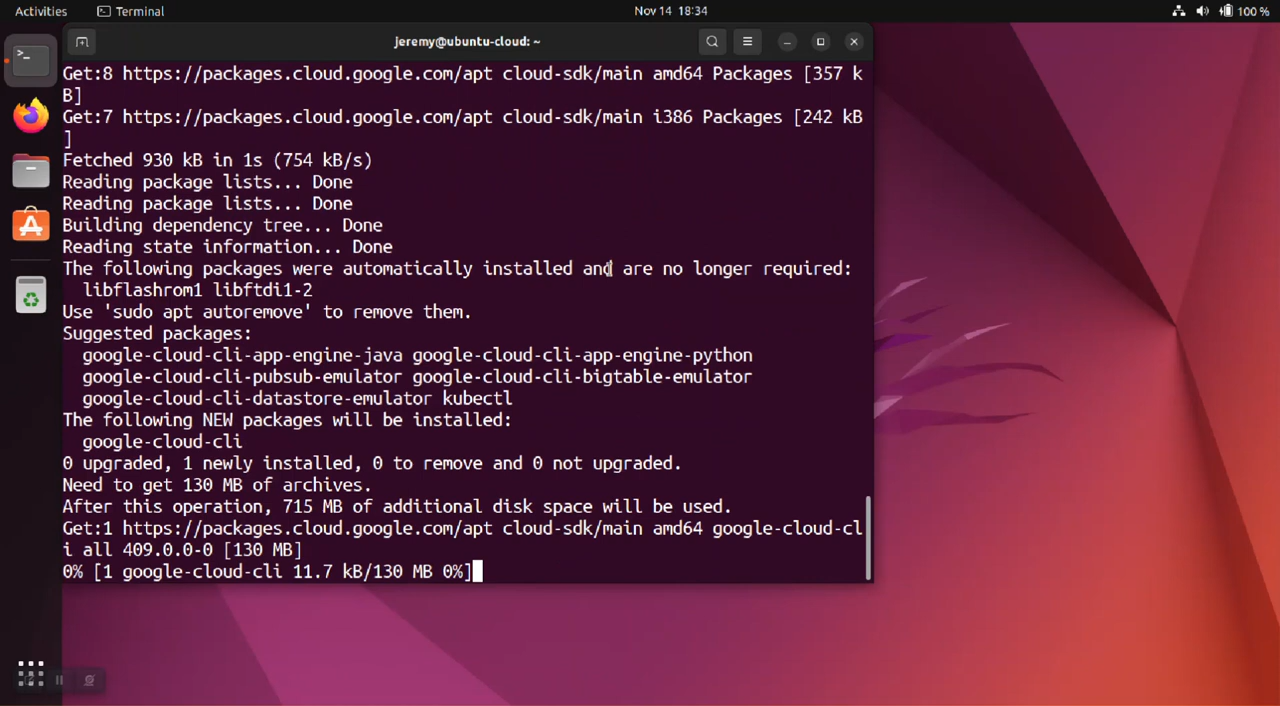 Activities Terminal Nov 14 18:34 100 %
jeremy@ubuntu-cloud: ~
Get:8 https://packages.cloud.google.com/apt cloud-sdk/main amd64 Packages [357 k
B]
Get:7 https://packages.cloud.google.com/apt cloud-sdk/main i386 Packages [242 kB
]
Fetched 930 kB in 1s (754 kB/s)
Reading package lists... Done
Reading package lists... Done
Building dependency tree... Done
Reading state information... Done
The following packages were automatically installed and are no longer required:
  libflashrom1 libftdi1-2
Use 'sudo apt autoremove' to remove them.
Suggested packages:
  google-cloud-cli-app-engine-java google-cloud-cli-app-engine-python
  google-cloud-cli-pubsub-emulator google-cloud-cli-bigtable-emulator
  google-cloud-cli-datastore-emulator kubectl
The following NEW packages will be installed:
  google-cloud-cli
0 upgraded, 1 newly installed, 0 to remove and 0 not upgraded.
Need to get 130 MB of archives.
After this operation, 715 MB of additional disk space will be used.
Get:1 https://packages.cloud.google.com/apt cloud-sdk/main amd64 google-cloud-cl
i all 409.0.0-0 [130 MB]
0% [1 google-cloud-cli 11.7 kB/130 MB 0%]